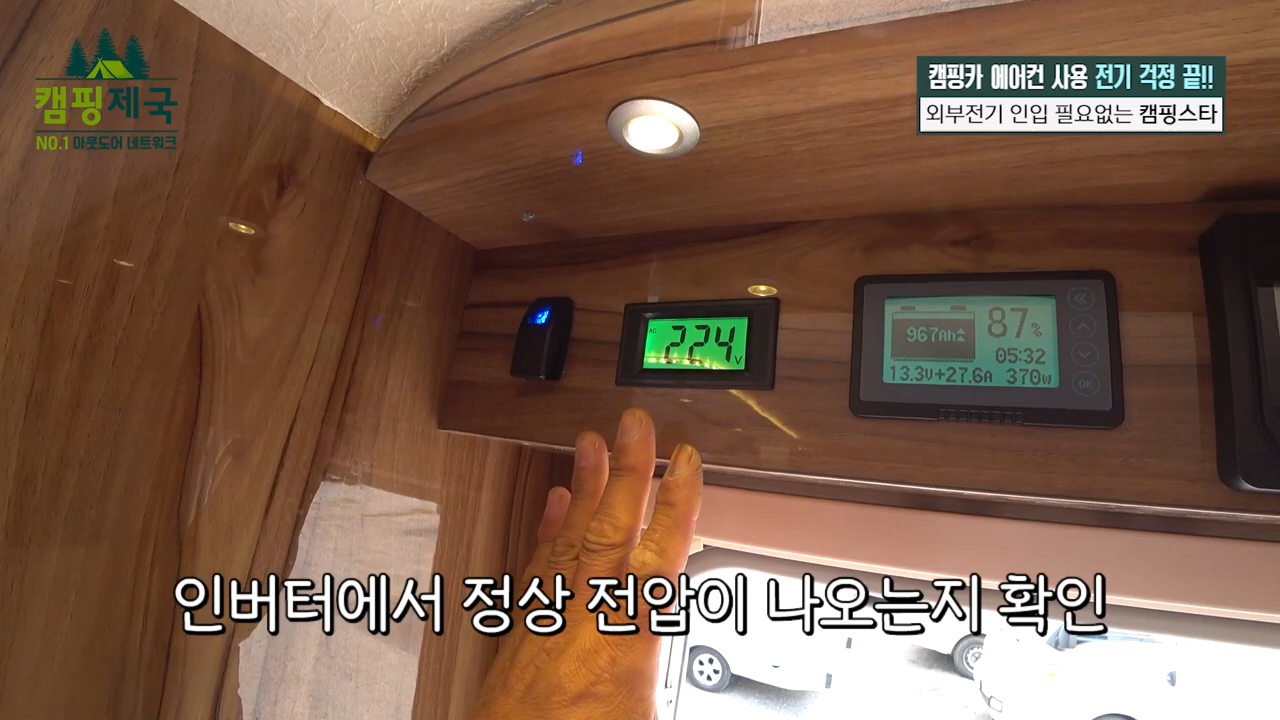 캠핑제국
NO.1 아웃도어 네트워크
캠핑카 에어컨 사용 전기 걱정 끝!!
외부전기 인입 필요없는 캠핑스타
AC 224 V
967Ah 87%
05:32
13.3V+27.6A 370W
OK
인버터에서 정상 전압이 나오는지 확인